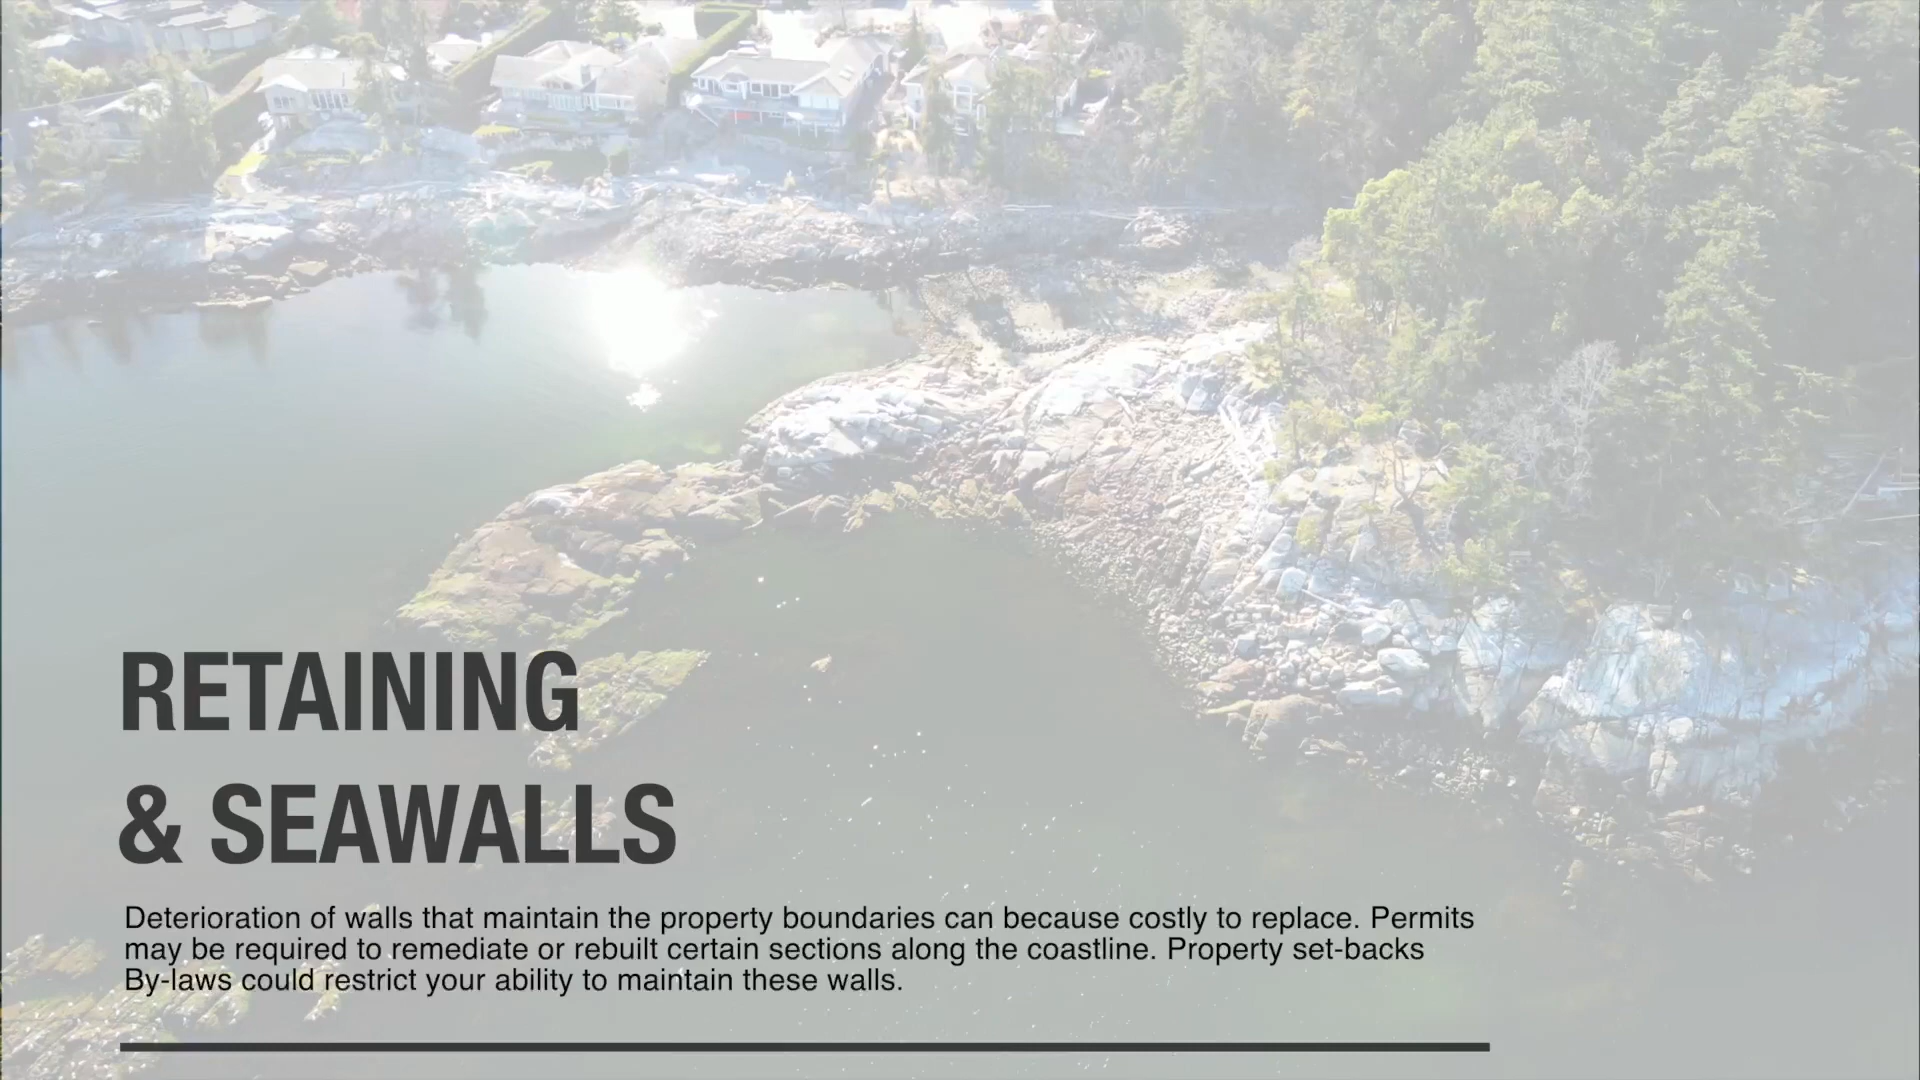 RETAINING
& SEAWALLS
Deterioration of walls that maintain the property boundaries can because costly to replace. Permits
may be required to remediate or rebuilt certain sections along the coastline. Property set-backs
By-laws could restrict your ability to maintain these walls.